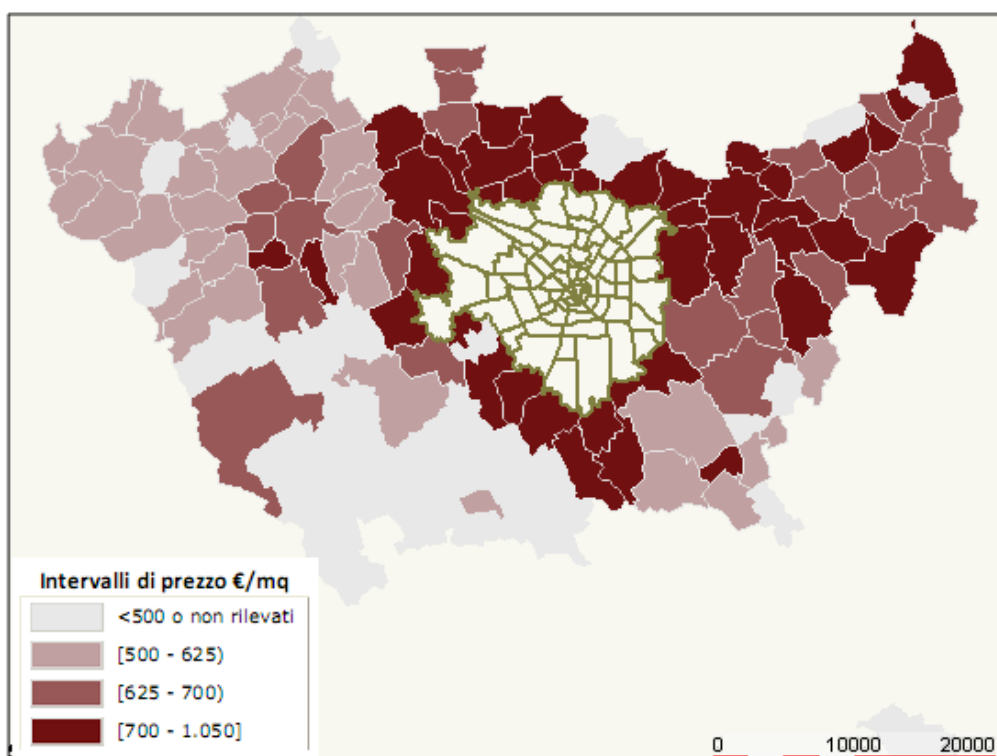 Intervalli di prezzo €/mq
<500 o non rilevati
[500 - 625)
[625 - 700)
[700 - 1.050]
0 10000 20000